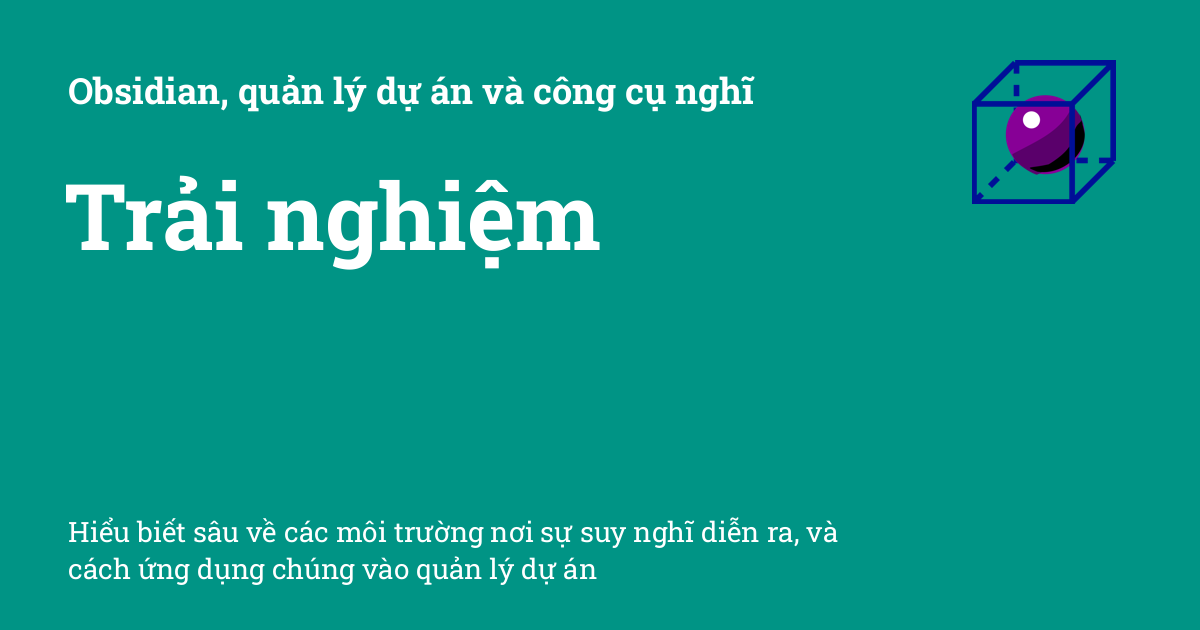 Obsidian, quản lý dự án và công cụ nghĩ
Trải nghiệm
Hiểu biết sâu về các môi trường nơi sự suy nghĩ diễn ra, và
cách ứng dụng chúng vào quản lý dự án